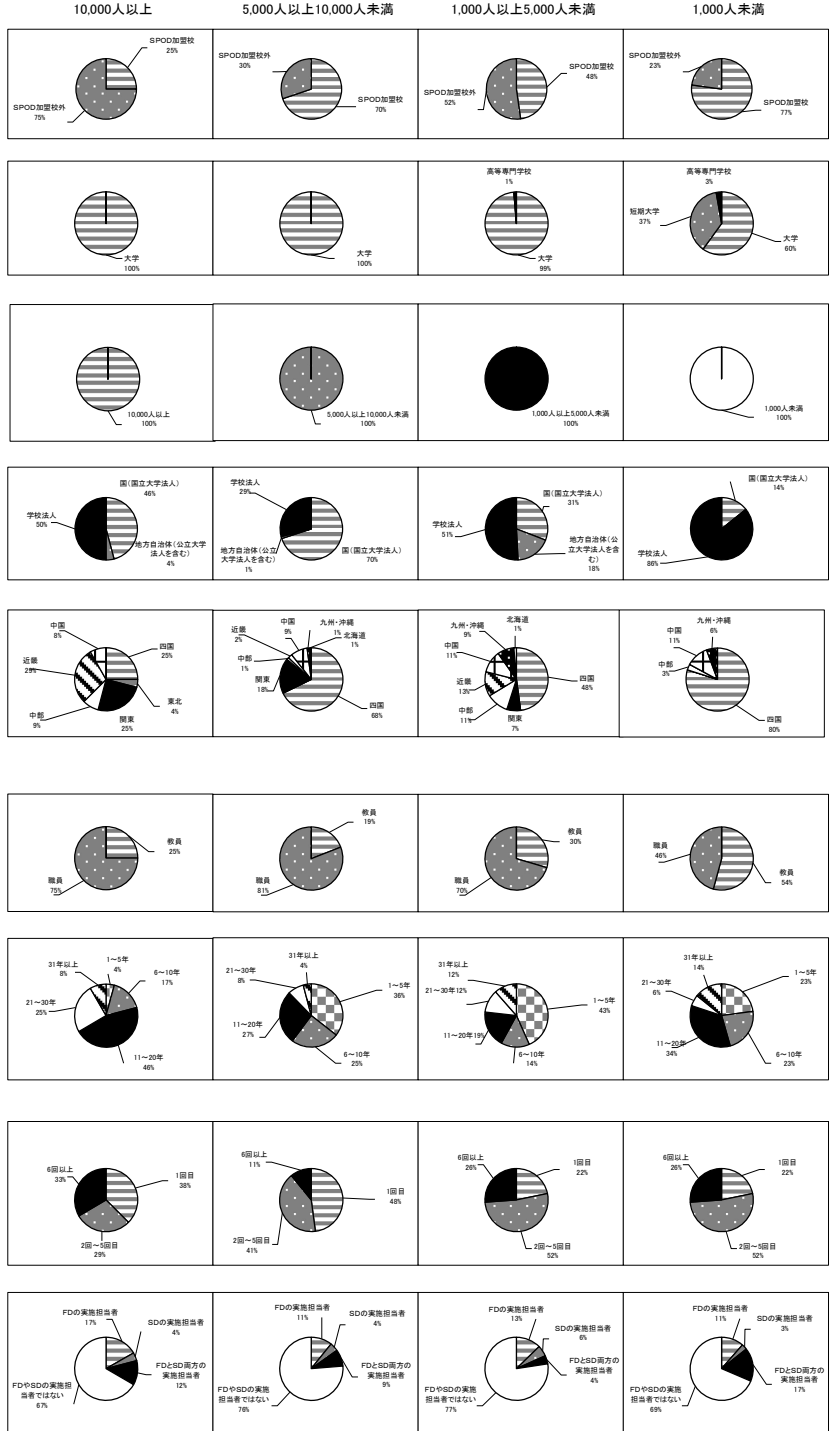 10,000人以上
5,000人以上10,000人未満
1,000人以上5,000人未満
1,000人未満
SPOD加盟校
25%
SPOD加盟校外
75%
SPOD加盟校外
30%
SPOD加盟校
70%
SPOD加盟校
48%
SPOD加盟校外
52%
SPOD加盟校外
23%
SPOD加盟校
77%
大学
100%
大学
100%
高等専門学校
1%
大学
99%
高等専門学校
3%
短期大学
37%
大学
60%
10,000人以上
100%
5,000人以上10,000人未満
100%
1,000人以上5,000人未満
100%
1,000人未満
100%
国(国立大学法人)
46%
学校法人
50%
地方自治体(公立大学
法人を含む)
4%
学校法人
29%
地方自治体(公立
大学法人を含む)
1%
国(国立大学法人)
70%
国(国立大学法人)
31%
学校法人
51%
地方自治体(公
立大学法人を含
む)
18%
国(国立大学法人)
14%
学校法人
86%
中国
8%
四国
25%
近畿
29%
東北
4%
中部
9%
関東
25%
中国
9%
九州・沖縄
1%
北海道
1%
近畿
2%
中部
1%
関東
18%
四国
68%
九州・沖縄
9%
北海道
1%
中国
11%
近畿
13%
四国
48%
中部
11%
関東
7%
九州・沖縄
6%
中国
11%
中部
3%
四国
80%
教員
25%
職員
75%
教員
19%
職員
81%
教員
30%
職員
70%
職員
46%
教員
54%
31年以上
8%
1～5年
4%
6～10年
17%
21～30年
25%
11～20年
46%
31年以上
4%
21～30年
8%
1～5年
36%
11～20年
27%
6～10年
25%
31年以上
12%
21～30年12%
1～5年
43%
11～20年19%
6～10年
14%
31年以上
14%
21～30年
6%
1～5年
23%
11～20年
34%
6～10年
23%
6回以上
33%
1回目
38%
2回～5回目
29%
6回以上
11%
1回目
48%
2回～5回目
41%
6回以上
26%
1回目
22%
2回～5回目
52%
6回以上
26%
1回目
22%
2回～5回目
52%
FDの実施担当者
17%
SDの実施担当者
4%
FDとSD両方の
実施担当者
12%
FDやSDの実施担
当者ではない
67%
FDの実施担当者
11%
SDの実施担当者
4%
FDとSD両方の
実施担当者
9%
FDやSDの実施
担当者ではない
76%
FDの実施担当者
13%
SDの実施担当者
6%
FDとSD両方の
実施担当者
4%
FDやSDの実施
担当者ではない
77%
FDの実施担当者
11%
SDの実施担当者
3%
FDとSD両方の
実施担当者
17%
FDやSDの実施担
当者ではない
69%